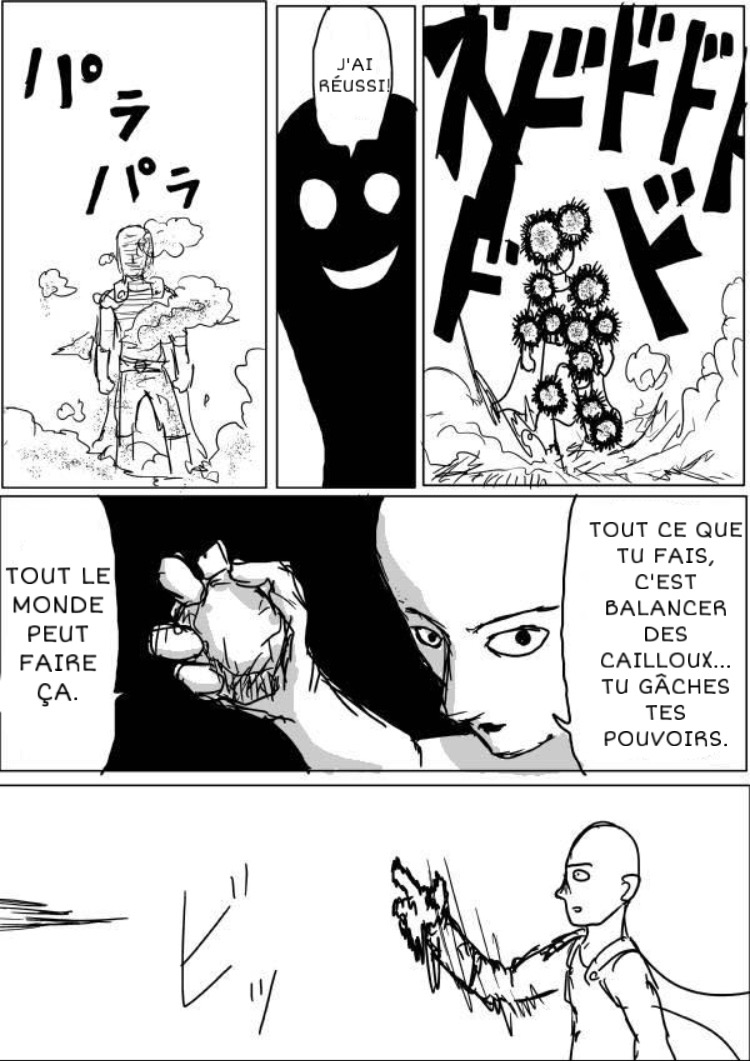 ズドドドド
ド
ド
J'AI
RÉUSSI!
パラ
パラ
TOUT CE QUE
TU FAIS,
C'EST
BALANCER
DES
CAILLOUX...
TU GÂCHES
TES
POUVOIRS.
TOUT LE
MONDE
PEUT
FAIRE
ÇA.
ビッ